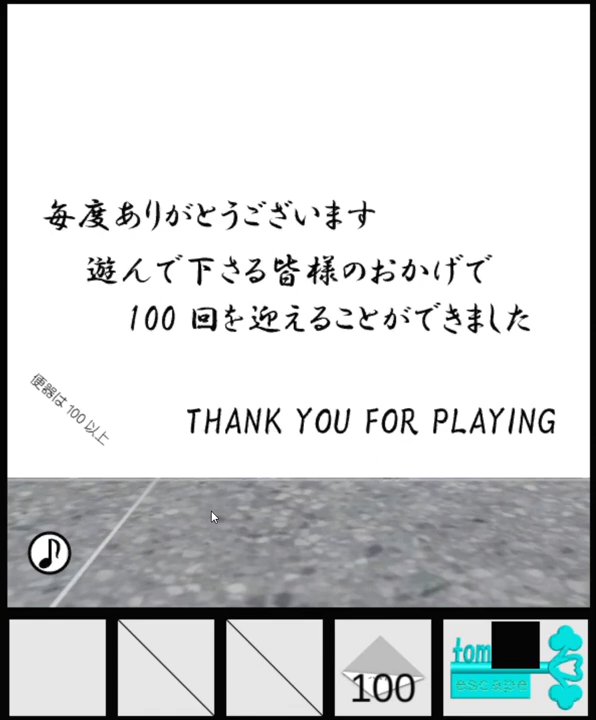 毎度ありがとうございます
遊んで下さる皆様のおかげで
100 回を迎えることができました
便器は 100 以上
THANK YOU FOR PLAYING
100
tom
escape